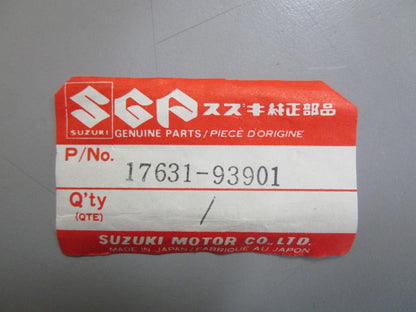 SGP スズキ純正部品
SUZUKI GENUINE PARTS / PIÈCE D'ORIGINE
P/No. 17631-93901
Q'ty /
(QTE)
SUZUKI MOTOR CO., LTD.
MADE IN JAPAN/FABRIQUE AU JAPON